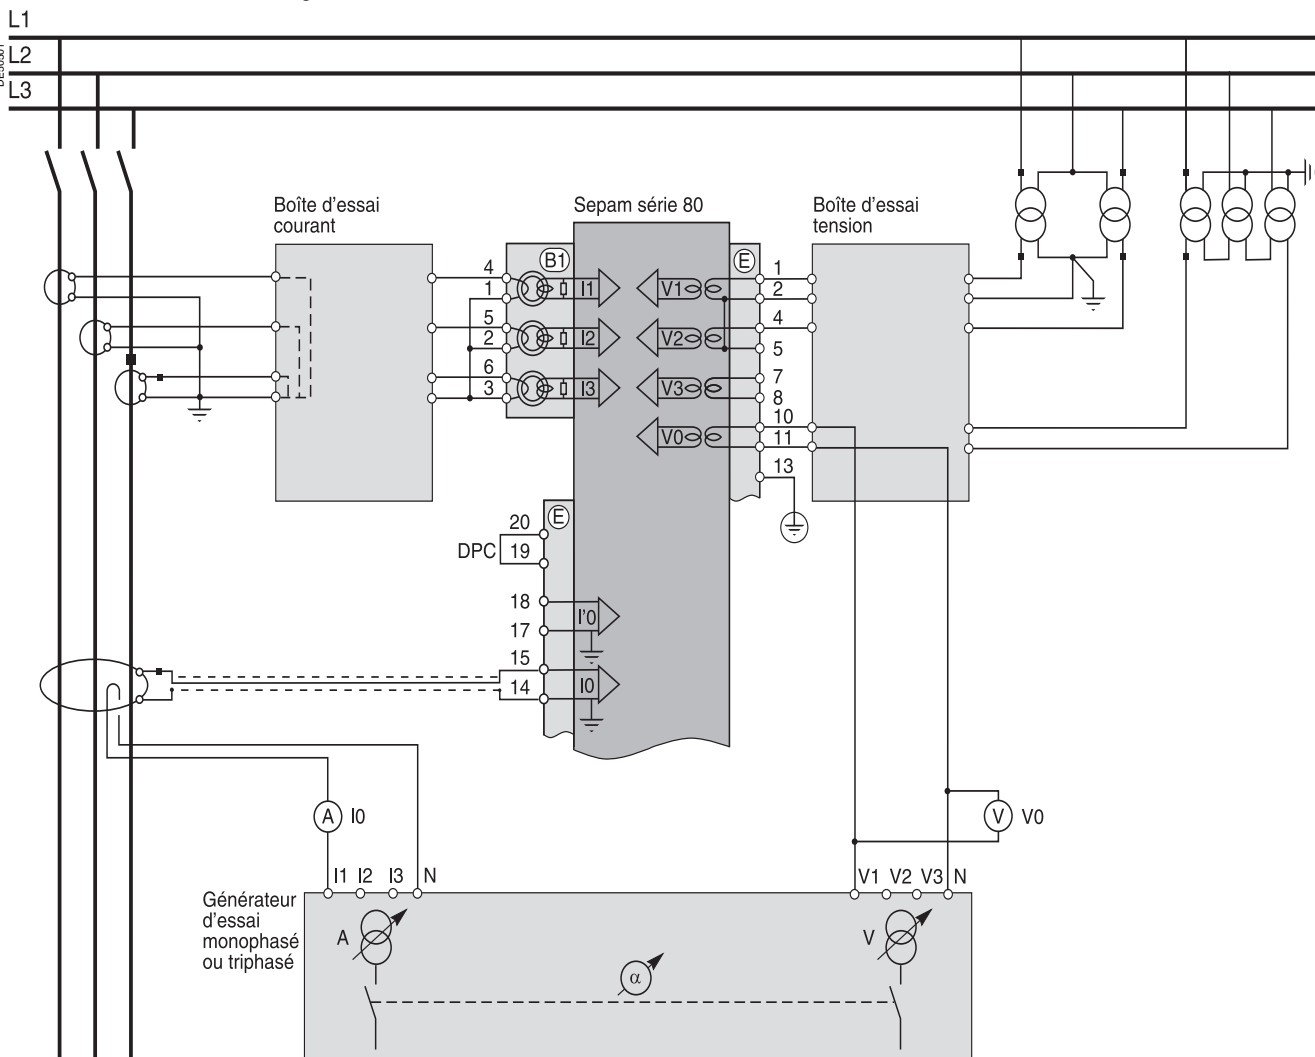 L1
L2
L3
Boîte d'essai
courant
Sepam série 80
Boîte d'essai
tension
B1
E
4
1
5
2
6
3
I1
I2
I3
V1
V2
V3
V0
1
2
4
5
7
8
10
11
13
E
20
DPC
19
18
17
15
14
I'0
I0
A
I0
V
V0
I1
I2
I3
N
V1
V2
V3
N
Générateur
d'essai
monophasé
ou triphasé
A
V
α